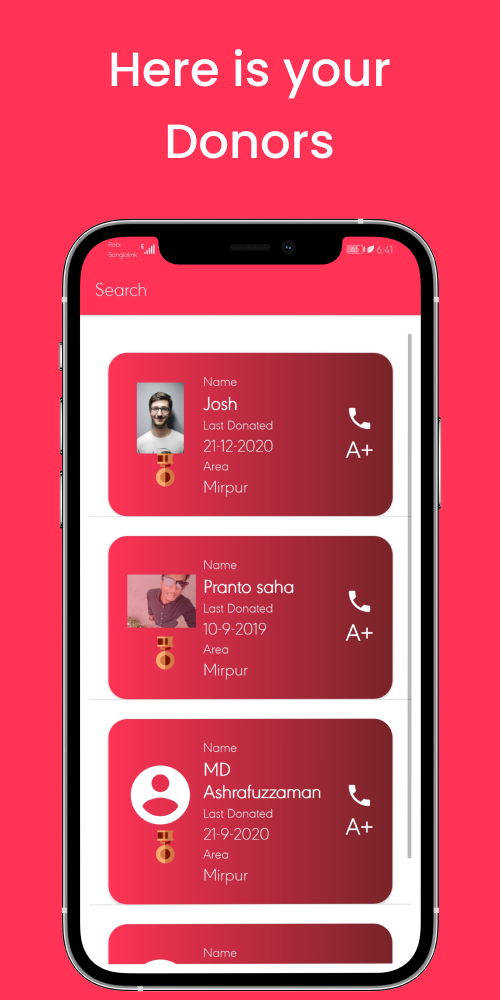 Here is your
Donors
Robi
Banglalink
6:41
Search
Name
Josh
Last Donated
21-12-2020
Area
Mirpur
A+
Name
Pranto saha
Last Donated
10-9-2019
Area
Mirpur
A+
Name
MD
Ashrafuzzaman
Last Donated
21-9-2020
Area
Mirpur
A+
Name